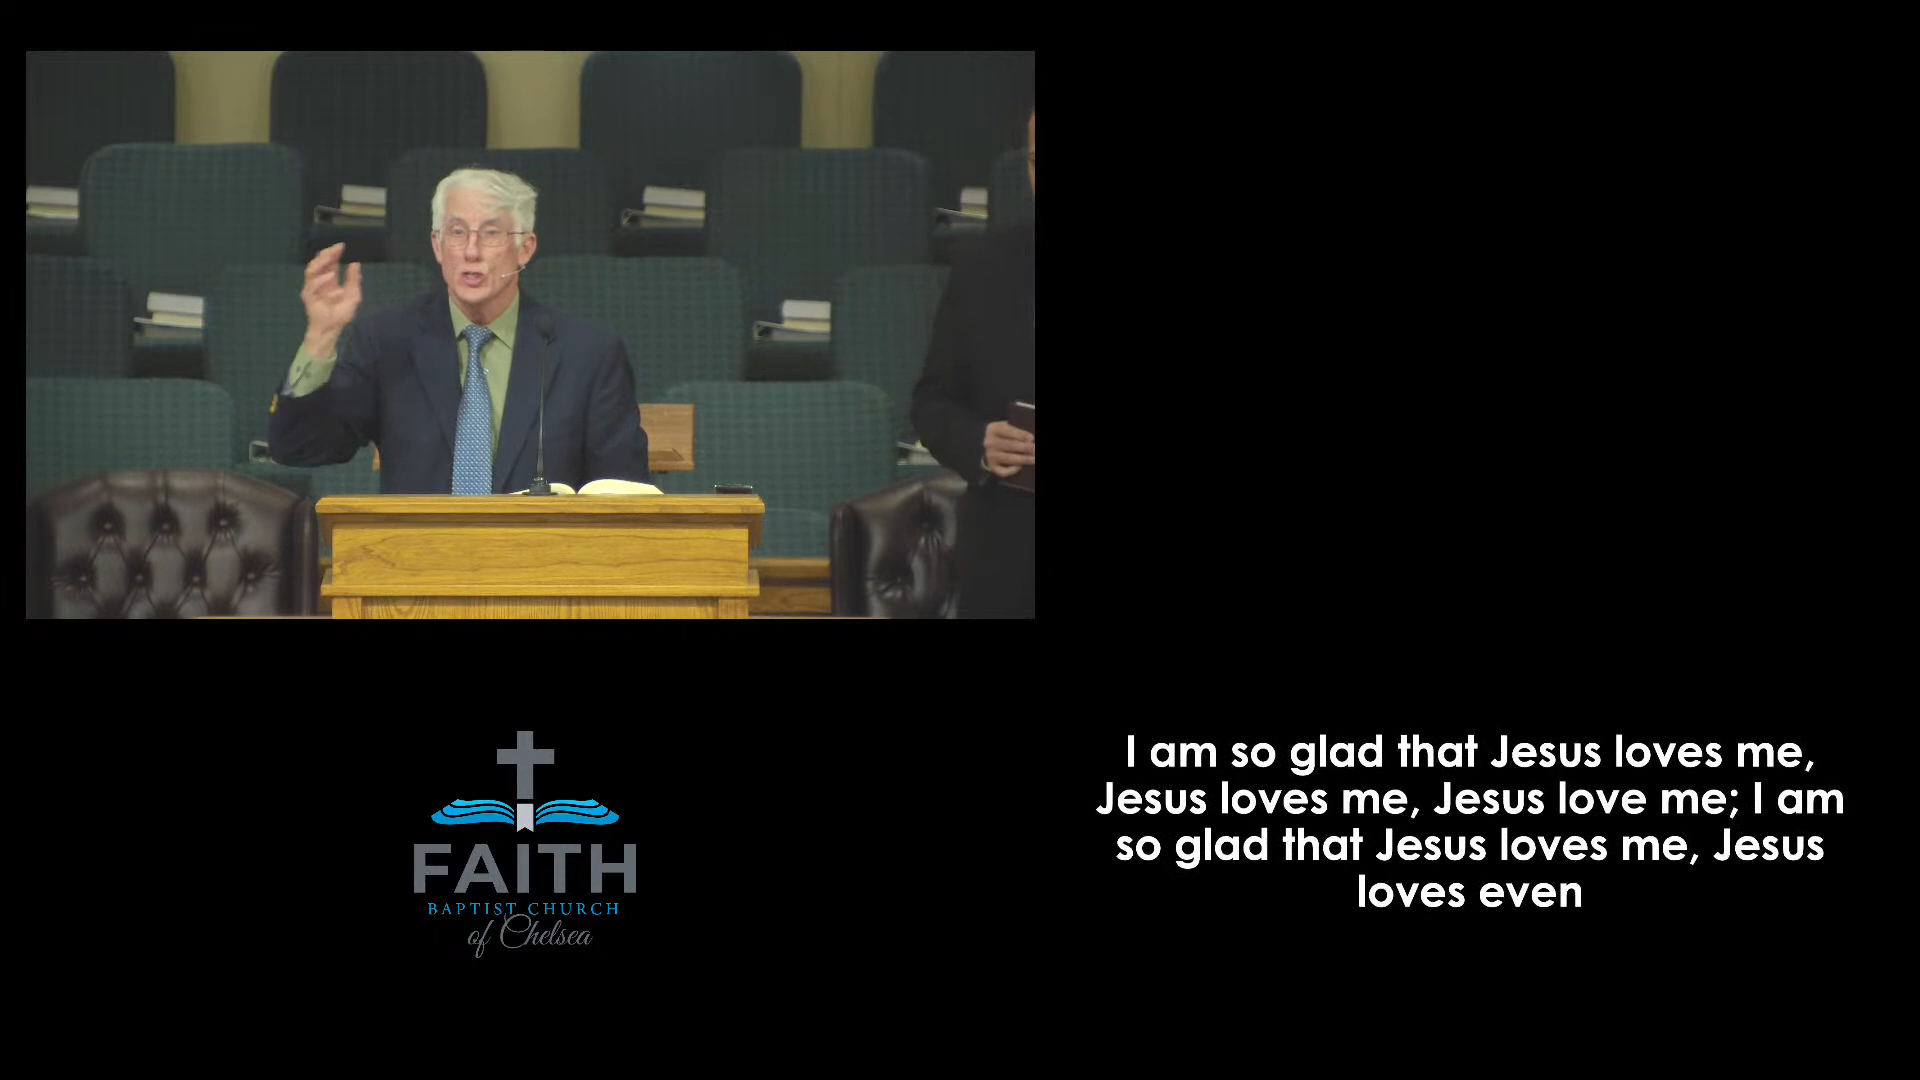 FAITH
BAPTIST CHURCH
of Chelsea
I am so glad that Jesus loves me,
Jesus loves me, Jesus love me; I am
so glad that Jesus loves me, Jesus
loves even